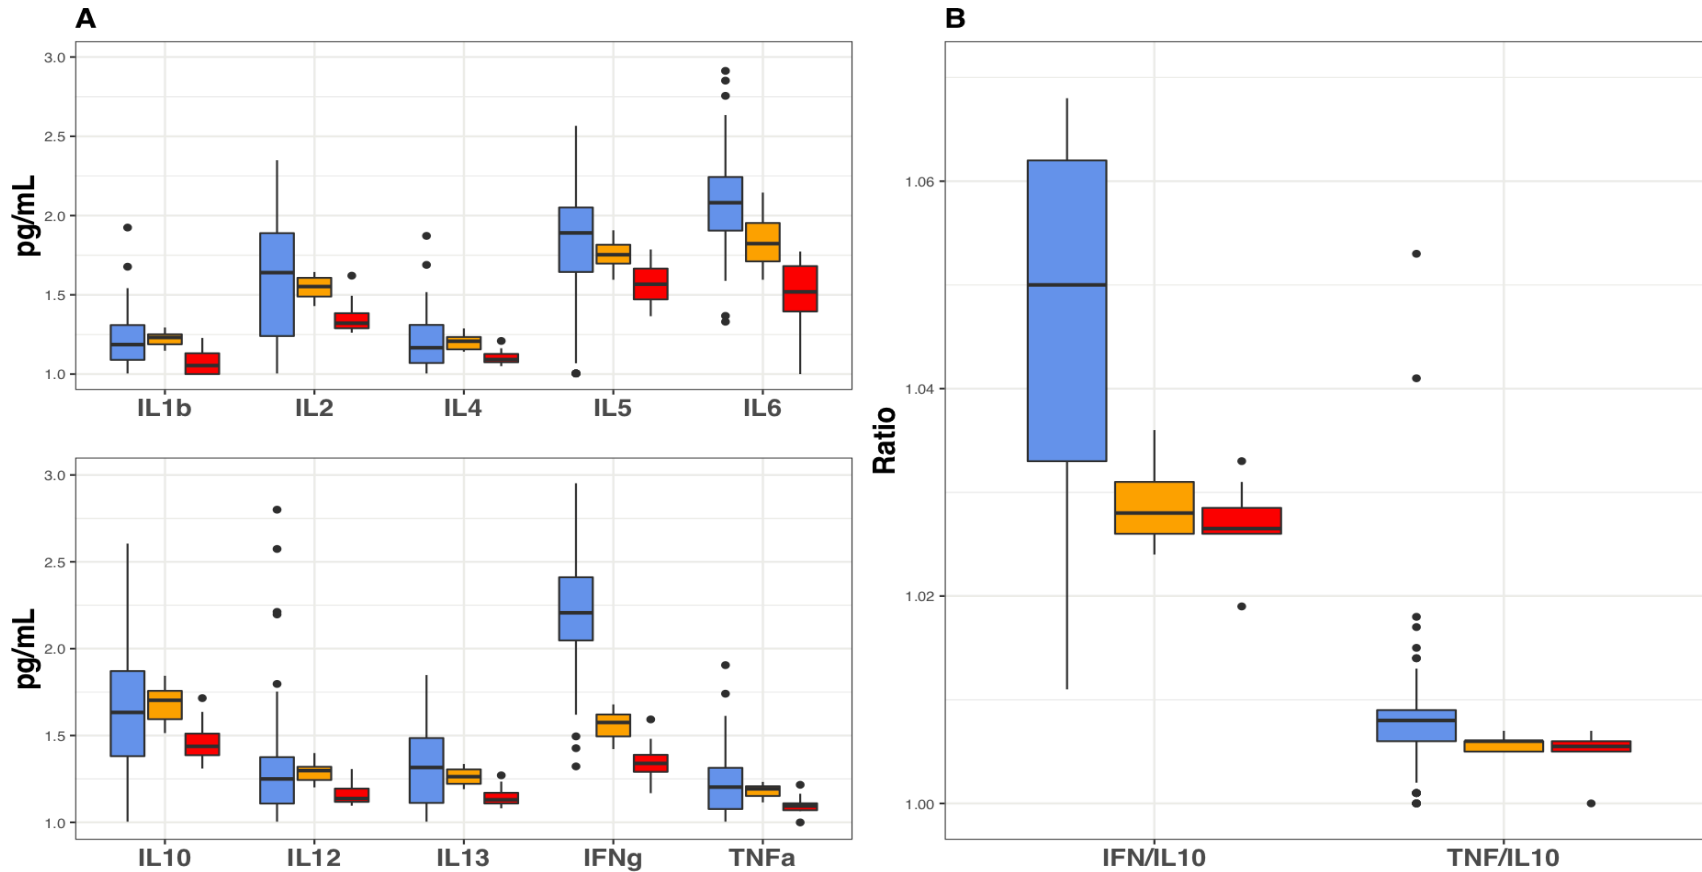 A
pg/mL
3.0
2.5
2.0
1.5
1.0
IL1b IL2 IL4 IL5 IL6
pg/mL
3.0
2.5
2.0
1.5
1.0
IL10 IL12 IL13 IFNg TNFa
B
Ratio
1.06
1.04
1.02
1.00
IFN/IL10 TNF/IL10